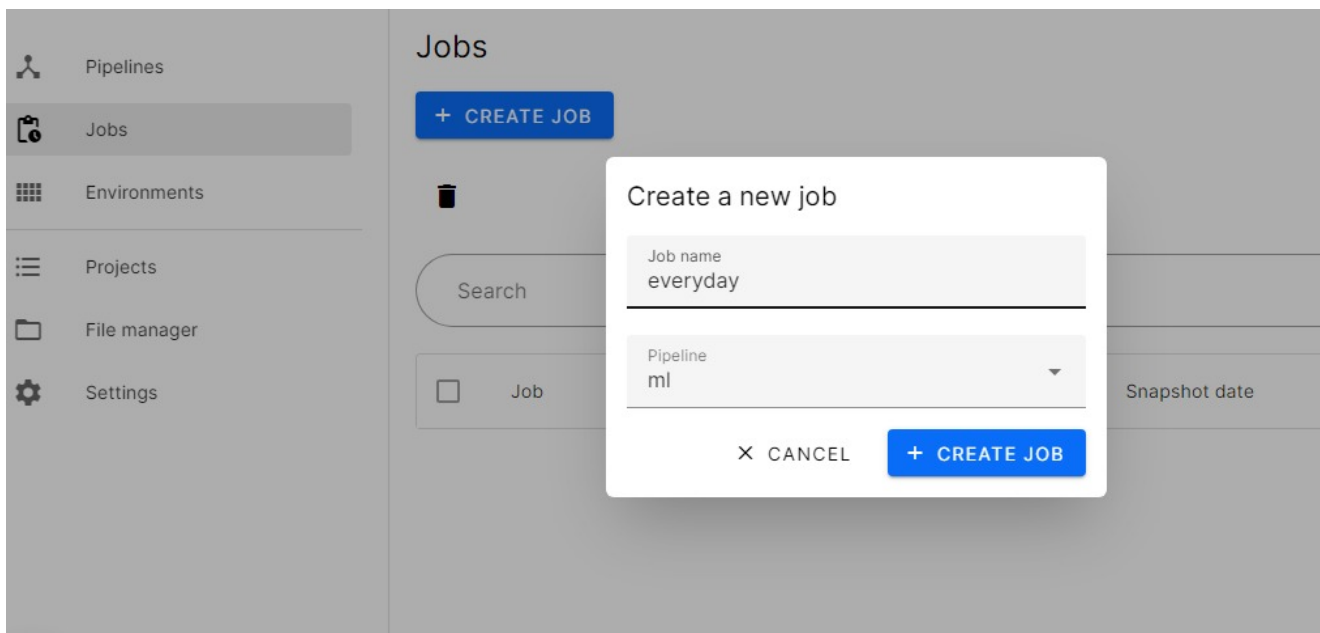 Pipelines
Jobs
Environments
Projects
File manager
Settings
Jobs
+ CREATE JOB
Search
Job
Snapshot date
Create a new job
Job name
everyday
Pipeline
ml
× CANCEL
+ CREATE JOB